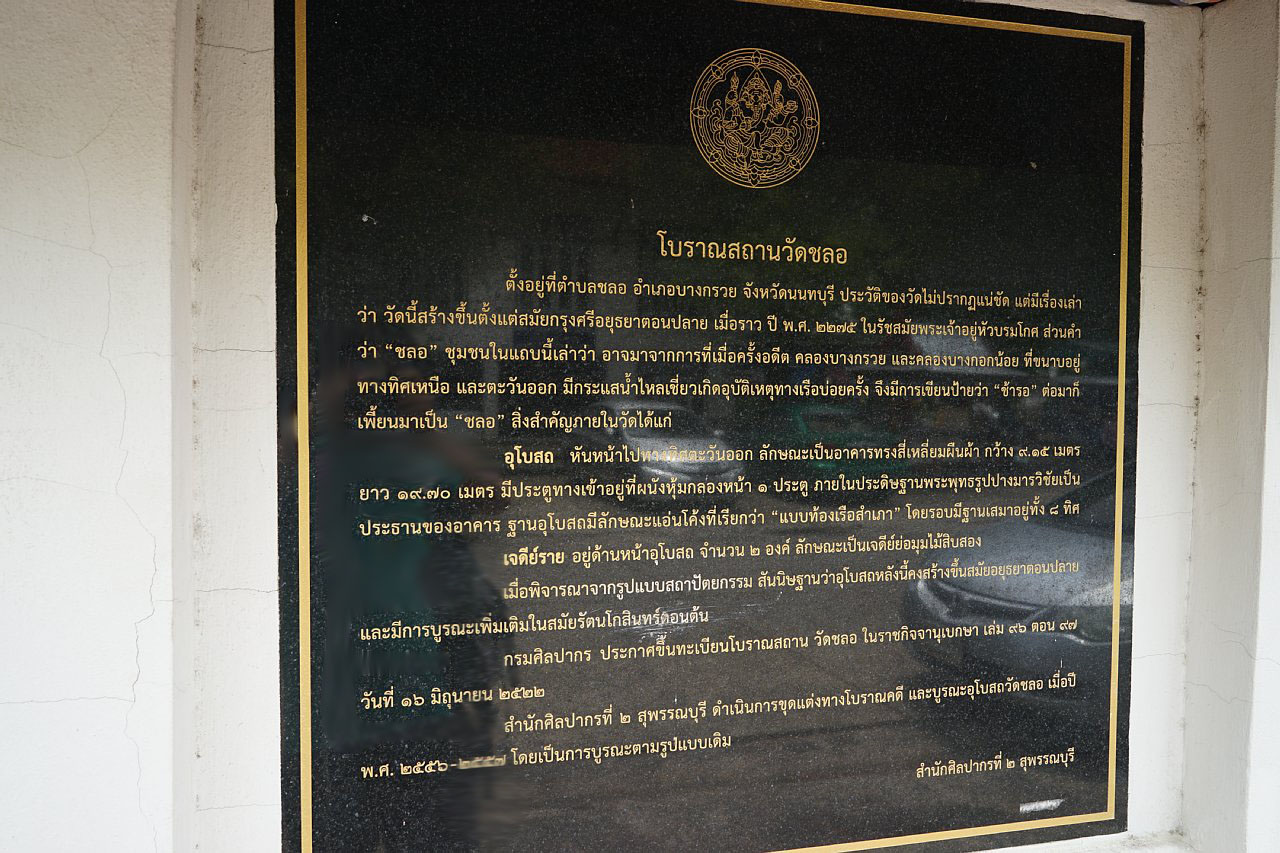 โบราณสถานวัดชลอ
ตั้งอยู่ที่ตำบลชลอ อำเภอบางกรวย จังหวัดนนทบุรี ประวัติของวัดไม่ปรากฏแน่ชัด แต่มีเรื่องเล่า
ว่า วัดนี้สร้างขึ้นตั้งแต่สมัยกรุงศรีอยุธยาตอนปลาย เมื่อราว ปี พ.ศ. ๒๒๗๕ ในรัชสมัยพระเจ้าอยู่หัวบรมโกศ ส่วนคำ
ว่า “ชลอ” ชุมชนในแถบนี้เล่าว่า อาจมาจากการที่เมื่อครั้งอดีต คลองบางกรวย และคลองบางกอกน้อย ที่ขนาบอยู่
ทางทิศเหนือ และตะวันออก มีกระแสน้ำไหลเชี่ยวเกิดอุบัติเหตุทางเรือบ่อยครั้ง จึงมีการเขียนป้ายว่า “ช้ารอ” ต่อมาก็
เพี้ยนมาเป็น “ชลอ” สิ่งสำคัญภายในวัดได้แก่
อุโบสถ หันหน้าไปทางทิศตะวันออก ลักษณะเป็นอาคารทรงสี่เหลี่ยมผืนผ้า กว้าง ๙.๑๕ เมตร
ยาว ๑๙.๗๐ เมตร มีประตูทางเข้าอยู่ที่ผนังหุ้มกลองหน้า ๑ ประตู ภายในประดิษฐานพระพุทธรูปปางมารวิชัยเป็น
ประธานของอาคาร ฐานอุโบสถมีลักษณะแอ่นโค้งที่เรียกว่า “แบบท้องเรือสำเภา” โดยรอบมีฐานเสมาอยู่ทั้ง ๘ ทิศ
เจดีย์ราย อยู่ด้านหน้าอุโบสถ จำนวน ๒ องค์ ลักษณะเป็นเจดีย์ย่อมุมไม้สิบสอง
เมื่อพิจารณาจากรูปแบบสถาปัตยกรรม สันนิษฐานว่าอุโบสถหลังนี้คงสร้างขึ้นสมัยอยุธยาตอนปลาย
และมีการบูรณะเพิ่มเติมในสมัยรัตนโกสินทร์ตอนต้น
กรมศิลปากร ประกาศขึ้นทะเบียนโบราณสถาน วัดชลอ ในราชกิจจานุเบกษา เล่ม ๙๖ ตอน ๙๗
วันที่ ๑๖ มิถุนายน ๒๕๒๒
สำนักศิลปากรที่ ๒ สุพรรณบุรี ดำเนินการขุดแต่งทางโบราณคดี และบูรณะอุโบสถวัดชลอ เมื่อปี
พ.ศ. ๒๕๕๖-๒๕๕๗ โดยเป็นการบูรณะตามรูปแบบเดิม
สำนักศิลปากรที่ ๒ สุพรรณบุรี